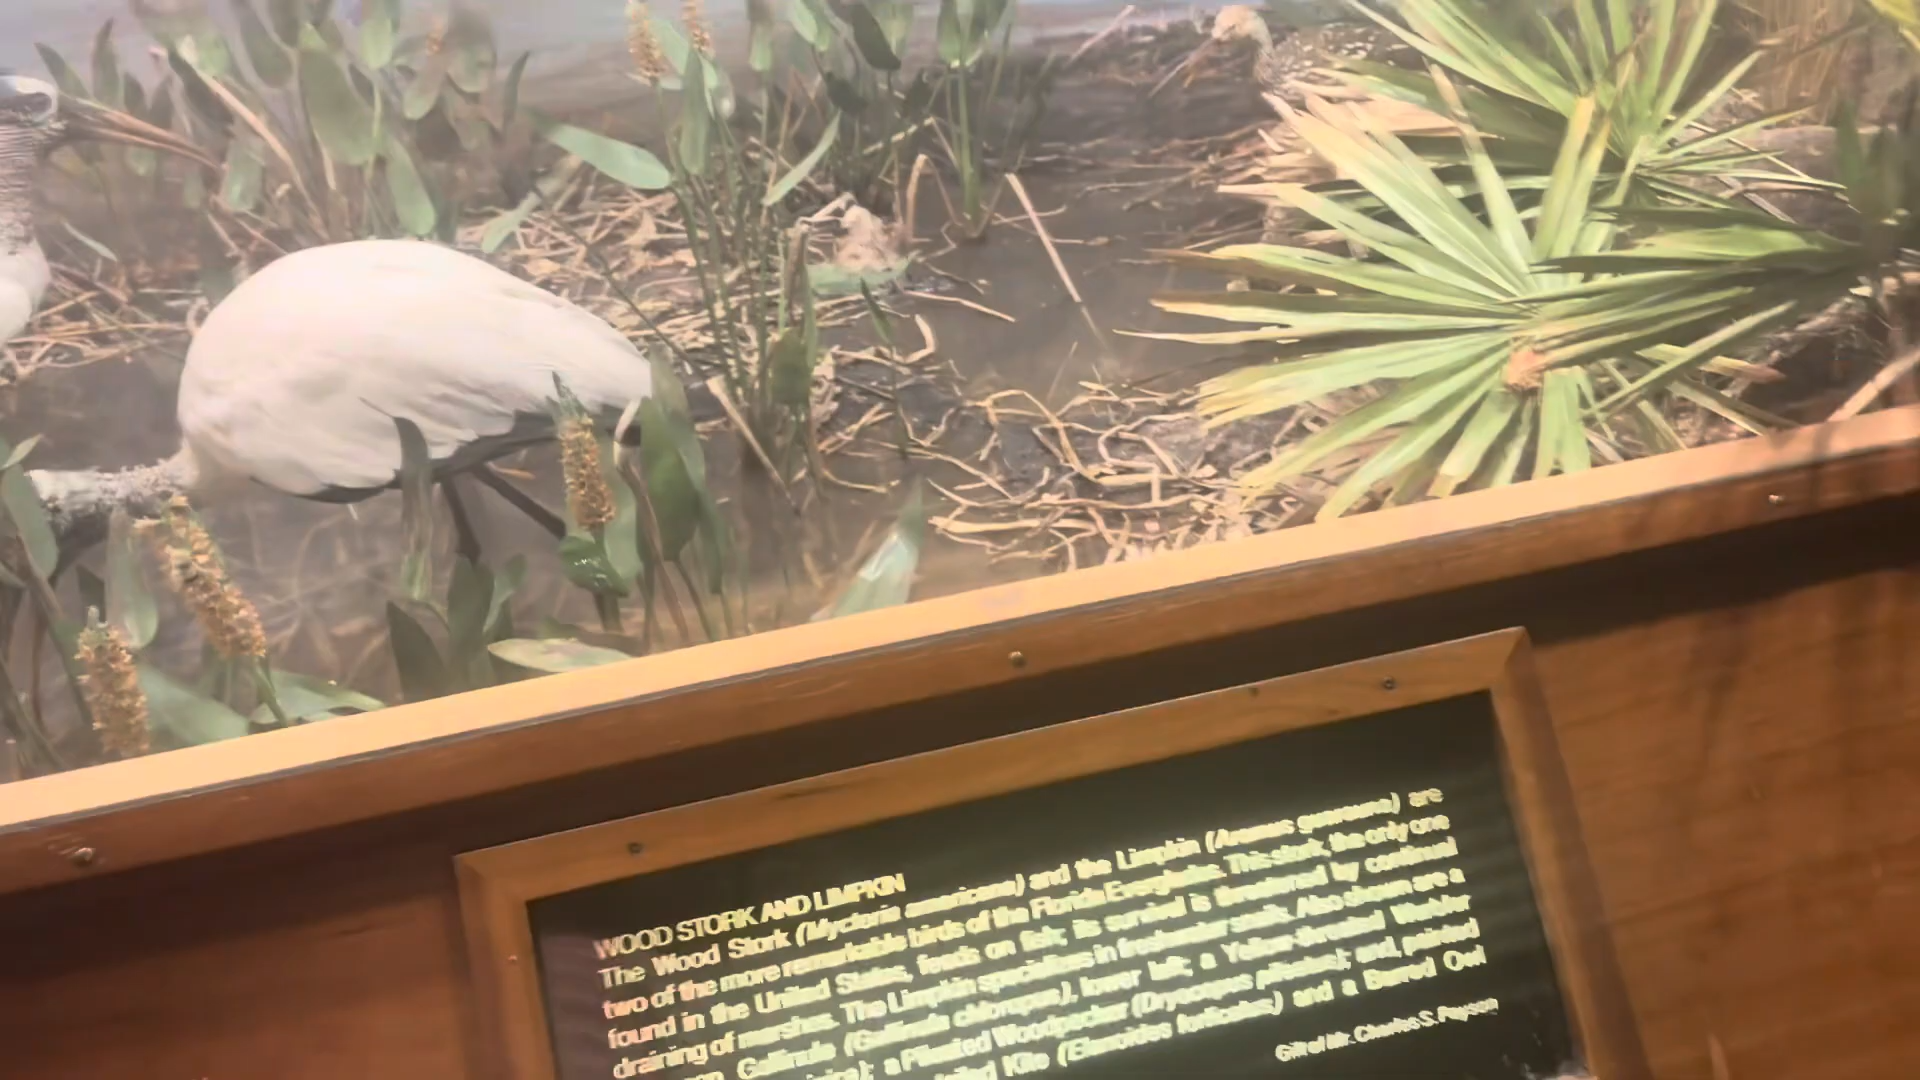 WOOD STORK AND LIMPKIN
The Wood Stork (Mycteria americana) and the Limpkin (Aramus guarauna) are
two of the more remarkable birds of the Florida Everglades. This stork, the only one
found in the United States, feeds on fish; its survival is threatened by continual
draining of marshes. The Limpkin specializes in freshwater snails. Also shown are a
Gallinule (Gallinula chloropus), lower left; a Yellow-throated Warbler
a Pileated Woodpecker (Dryocopus pileatus); and, painted
Kite (Elanoides forficatus) and a Barred Owl
Gift of Mr. Charles S. Payson